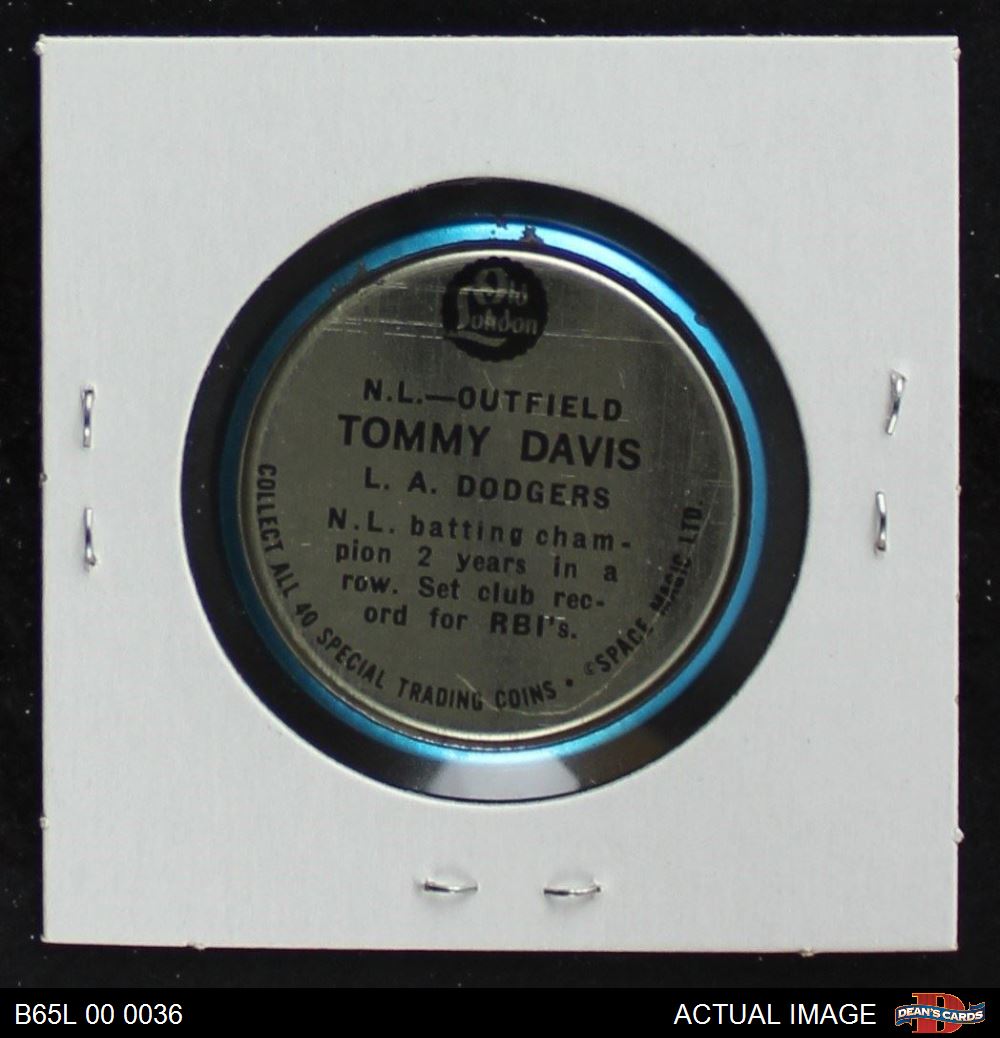 Old
London
N.L.—OUTFIELD
TOMMY DAVIS
L. A. DODGERS
N.L. batting cham-
pion 2 years in a
row. Set club rec-
ord for RBI's.
COLLECT ALL 40 SPECIAL TRADING COINS • ©SPACE MAGIC LTD.
B65L 00 0036
ACTUAL IMAGE
D
DEAN'S CARDS